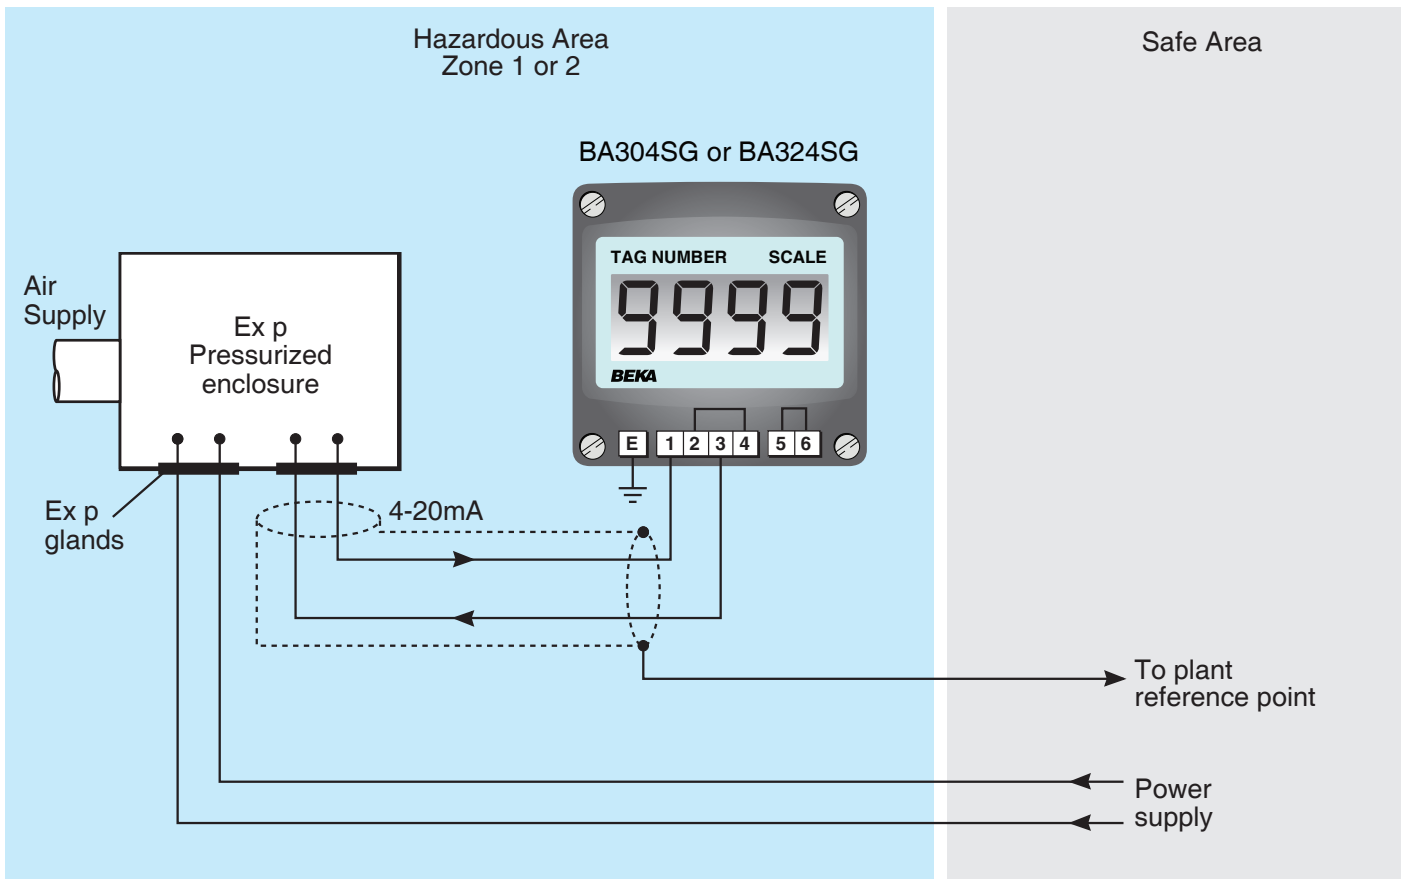 Hazardous Area
Zone 1 or 2
Safe Area
BA304SG or BA324SG
TAG NUMBER SCALE
9999
BEKA
E 1 2 3 4 5 6
Air
Supply
Ex p
Pressurized
enclosure
Ex p
glands
4-20mA
To plant
reference point
Power
supply